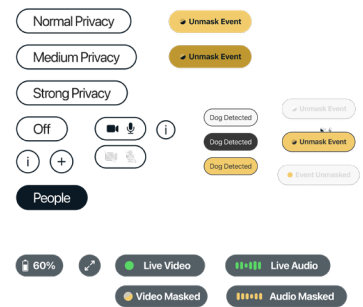 Normal Privacy
Unmask Event
Medium Privacy
Unmask Event
Strong Privacy
Off
i
Dog Detected
Unmask Event
Dog Detected
Unmask Event
i
+
Dog Detected
Event Unmasked
People
60%
Live Video
Live Audio
Video Masked
Audio Masked